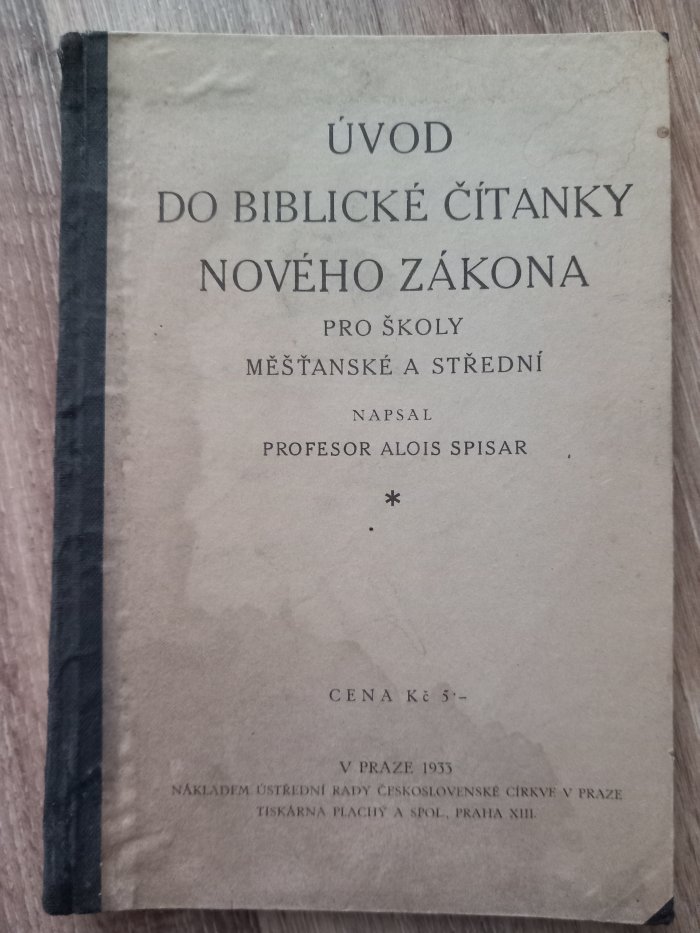 ÚVOD
DO BIBLICKÉ ČÍTANKY
NOVÉHO ZÁKONA
PRO ŠKOLY
MĚŠŤANSKÉ A STŘEDNÍ
NAPSAL
PROFESOR ALOIS SPISAR
*
CENA Kč 5·–
V PRAZE 1933
NÁKLADEM ÚSTŘEDNÍ RADY ČESKOSLOVENSKÉ CÍRKVE V PRAZE
TISKÁRNA PLACHÝ A SPOL., PRAHA XIII.